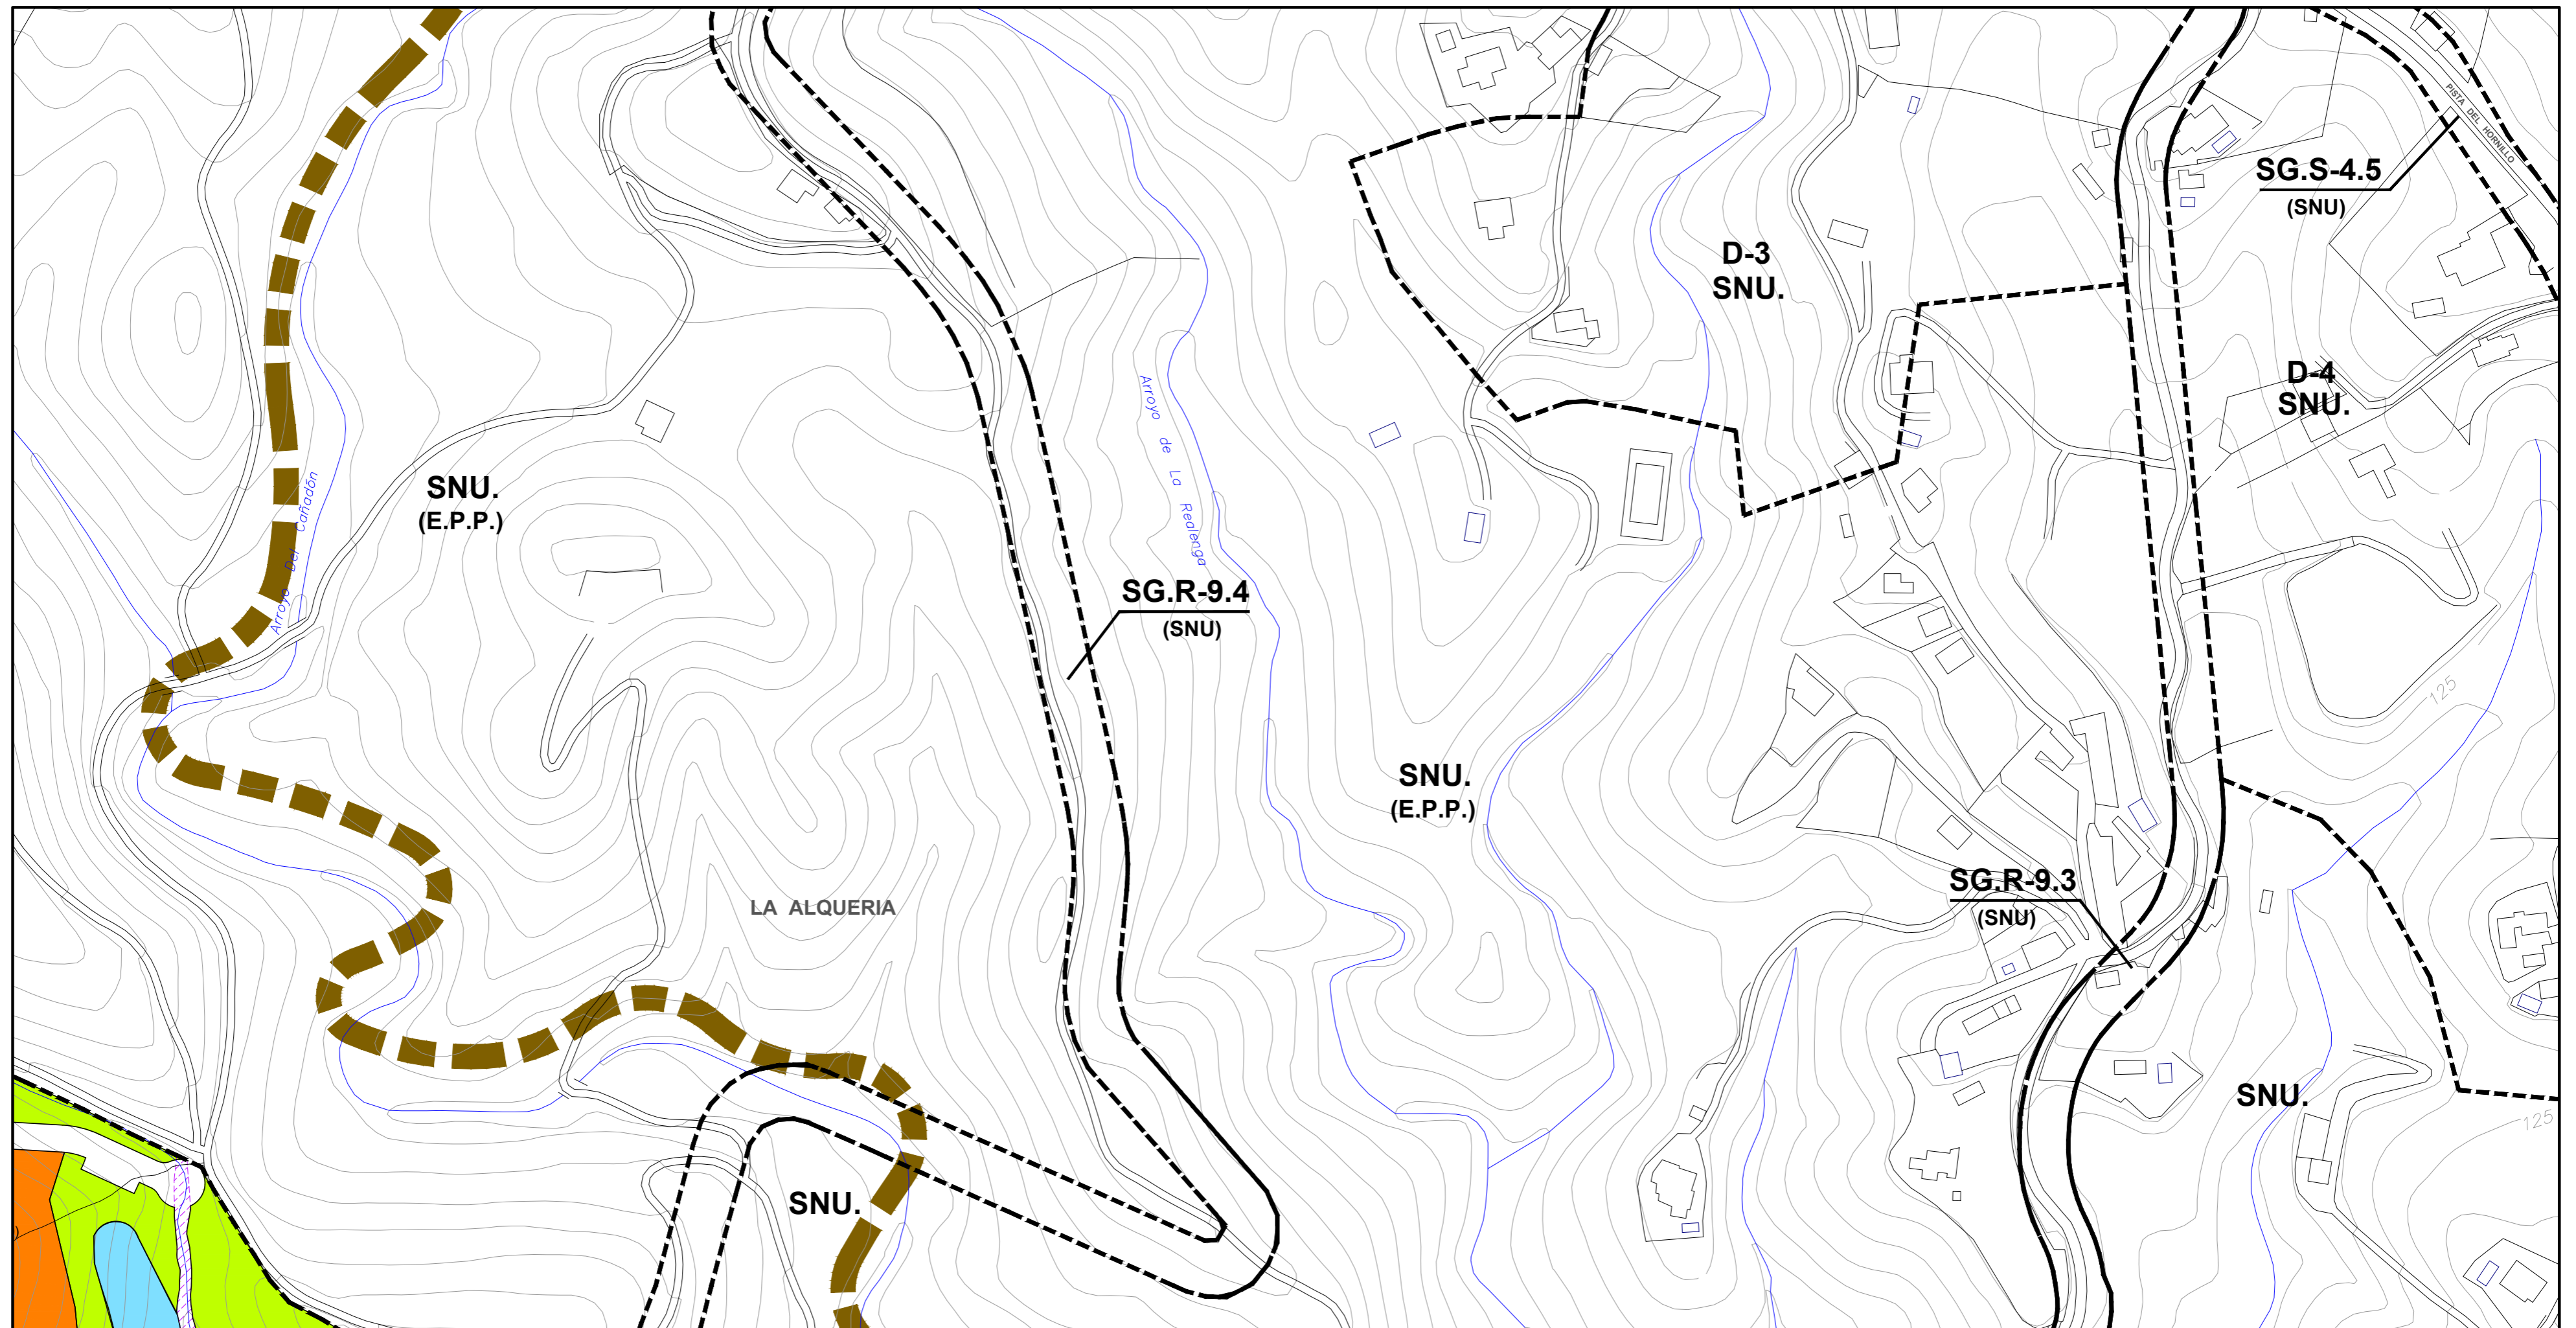 PISTA DEL HORNILLO
SG.S-4.5
(SNU)
D-3
SNU.
D-4
SNU.
Arroyo de La Realenga
Arroyo Del Cañadón
SNU.
(E.P.P.)
SG.R-9.4
(SNU)
125
SNU.
(E.P.P.)
SG.R-9.3
(SNU)
LA ALQUERIA
SNU.
125
SNU.
)